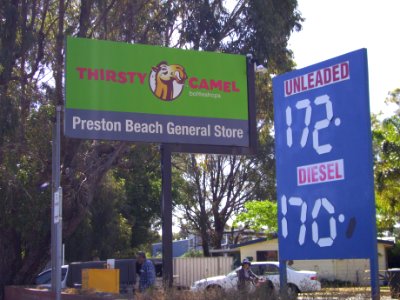 THIRSTY CAMEL
bottleshops
Preston Beach General Store
UNLEADED
172.
DIESEL
170.